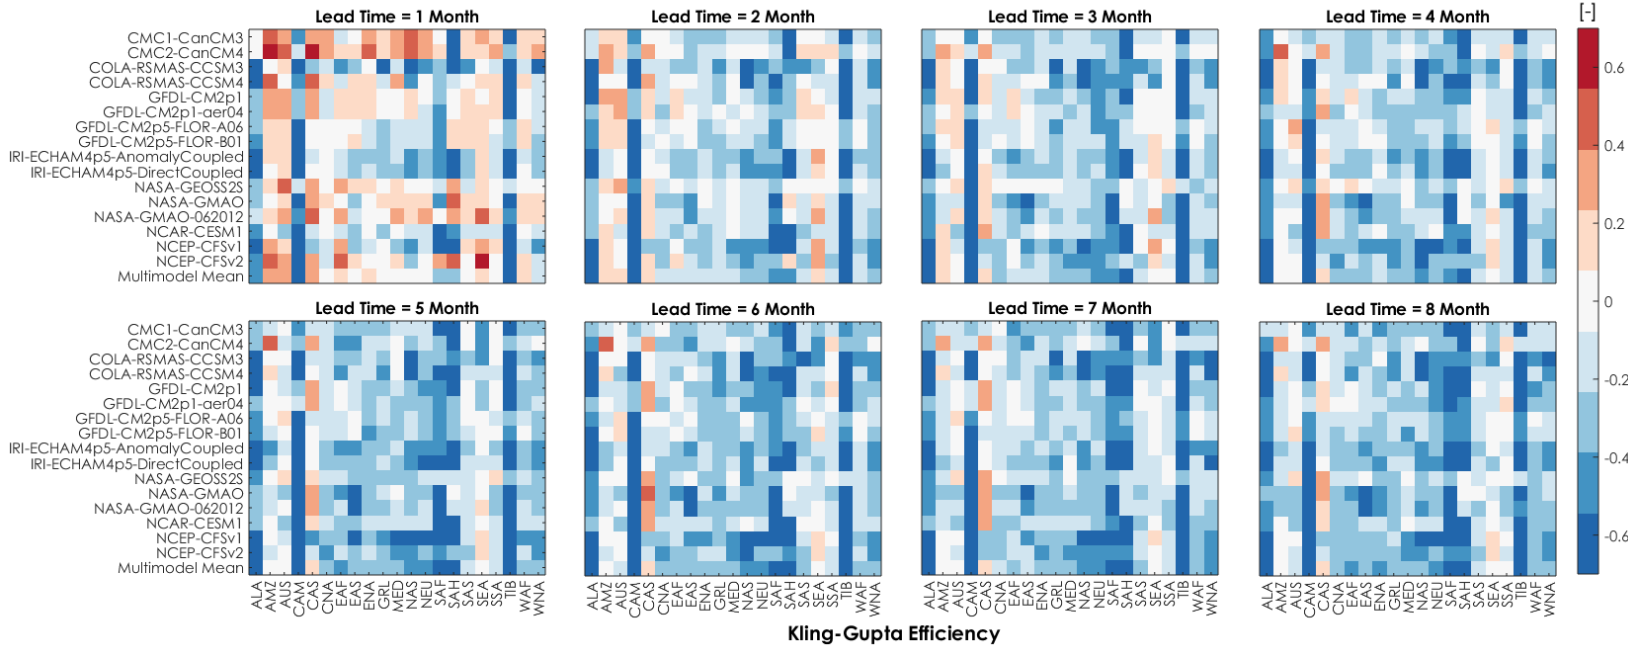 Lead Time = 1 Month
Lead Time = 2 Month
Lead Time = 3 Month
Lead Time = 4 Month
[-]
CMC1-CanCM3
CMC2-CanCM4
COLA-RSMAS-CCSM3
COLA-RSMAS-CCSM4
GFDL-CM2p1
GFDL-CM2p1-aer04
GFDL-CM2p5-FLOR-A06
GFDL-CM2p5-FLOR-B01
IRI-ECHAM4p5-AnomalyCoupled
IRI-ECHAM4p5-DirectCoupled
NASA-GEOSS2S
NASA-GMAO
NASA-GMAO-062012
NCAR-CESM1
NCEP-CFSv1
NCEP-CFSv2
Multimodel Mean
0.6
0.4
0.2
0
-0.2
-0.4
-0.6
Lead Time = 5 Month
Lead Time = 6 Month
Lead Time = 7 Month
Lead Time = 8 Month
CMC1-CanCM3
CMC2-CanCM4
COLA-RSMAS-CCSM3
COLA-RSMAS-CCSM4
GFDL-CM2p1
GFDL-CM2p1-aer04
GFDL-CM2p5-FLOR-A06
GFDL-CM2p5-FLOR-B01
IRI-ECHAM4p5-AnomalyCoupled
IRI-ECHAM4p5-DirectCoupled
NASA-GEOSS2S
NASA-GMAO
NASA-GMAO-062012
NCAR-CESM1
NCEP-CFSv1
NCEP-CFSv2
Multimodel Mean
ALA AMZ AUS CAM CAS CNA EAF EAS ENA GRL MED NAS NEU SAF SAH SAS SEA SSA TIB WAF WNA
ALA AMZ AUS CAM CAS CNA EAF EAS ENA GRL MED NAS NEU SAF SAH SAS SEA SSA TIB WAF WNA
ALA AMZ AUS CAM CAS CNA EAF EAS ENA GRL MED NAS NEU SAF SAH SAS SEA SSA TIB WAF WNA
ALA AMZ AUS CAM CAS CNA EAF EAS ENA GRL MED NAS NEU SAF SAH SAS SEA SSA TIB WAF WNA
Kling-Gupta Efficiency